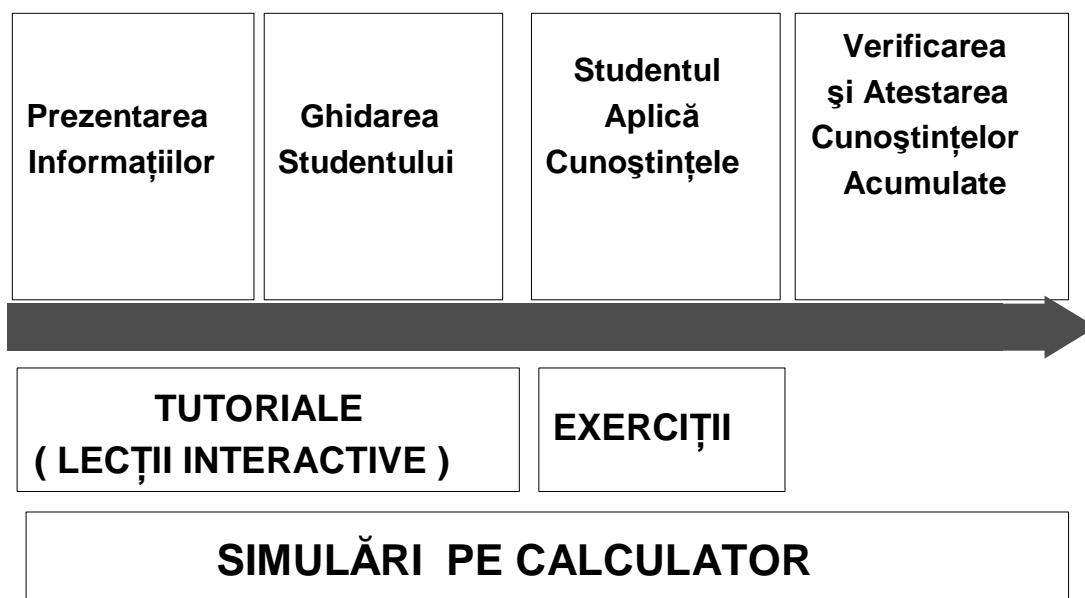 Prezentarea
Informațiilor
Ghidarea
Studentului
Studentul
Aplică
Cunoştințele
Verificarea
şi Atestarea
Cunoştințelor
Acumulate
TUTORIALE
( LECȚII INTERACTIVE )
EXERCIȚII
SIMULĂRI PE CALCULATOR